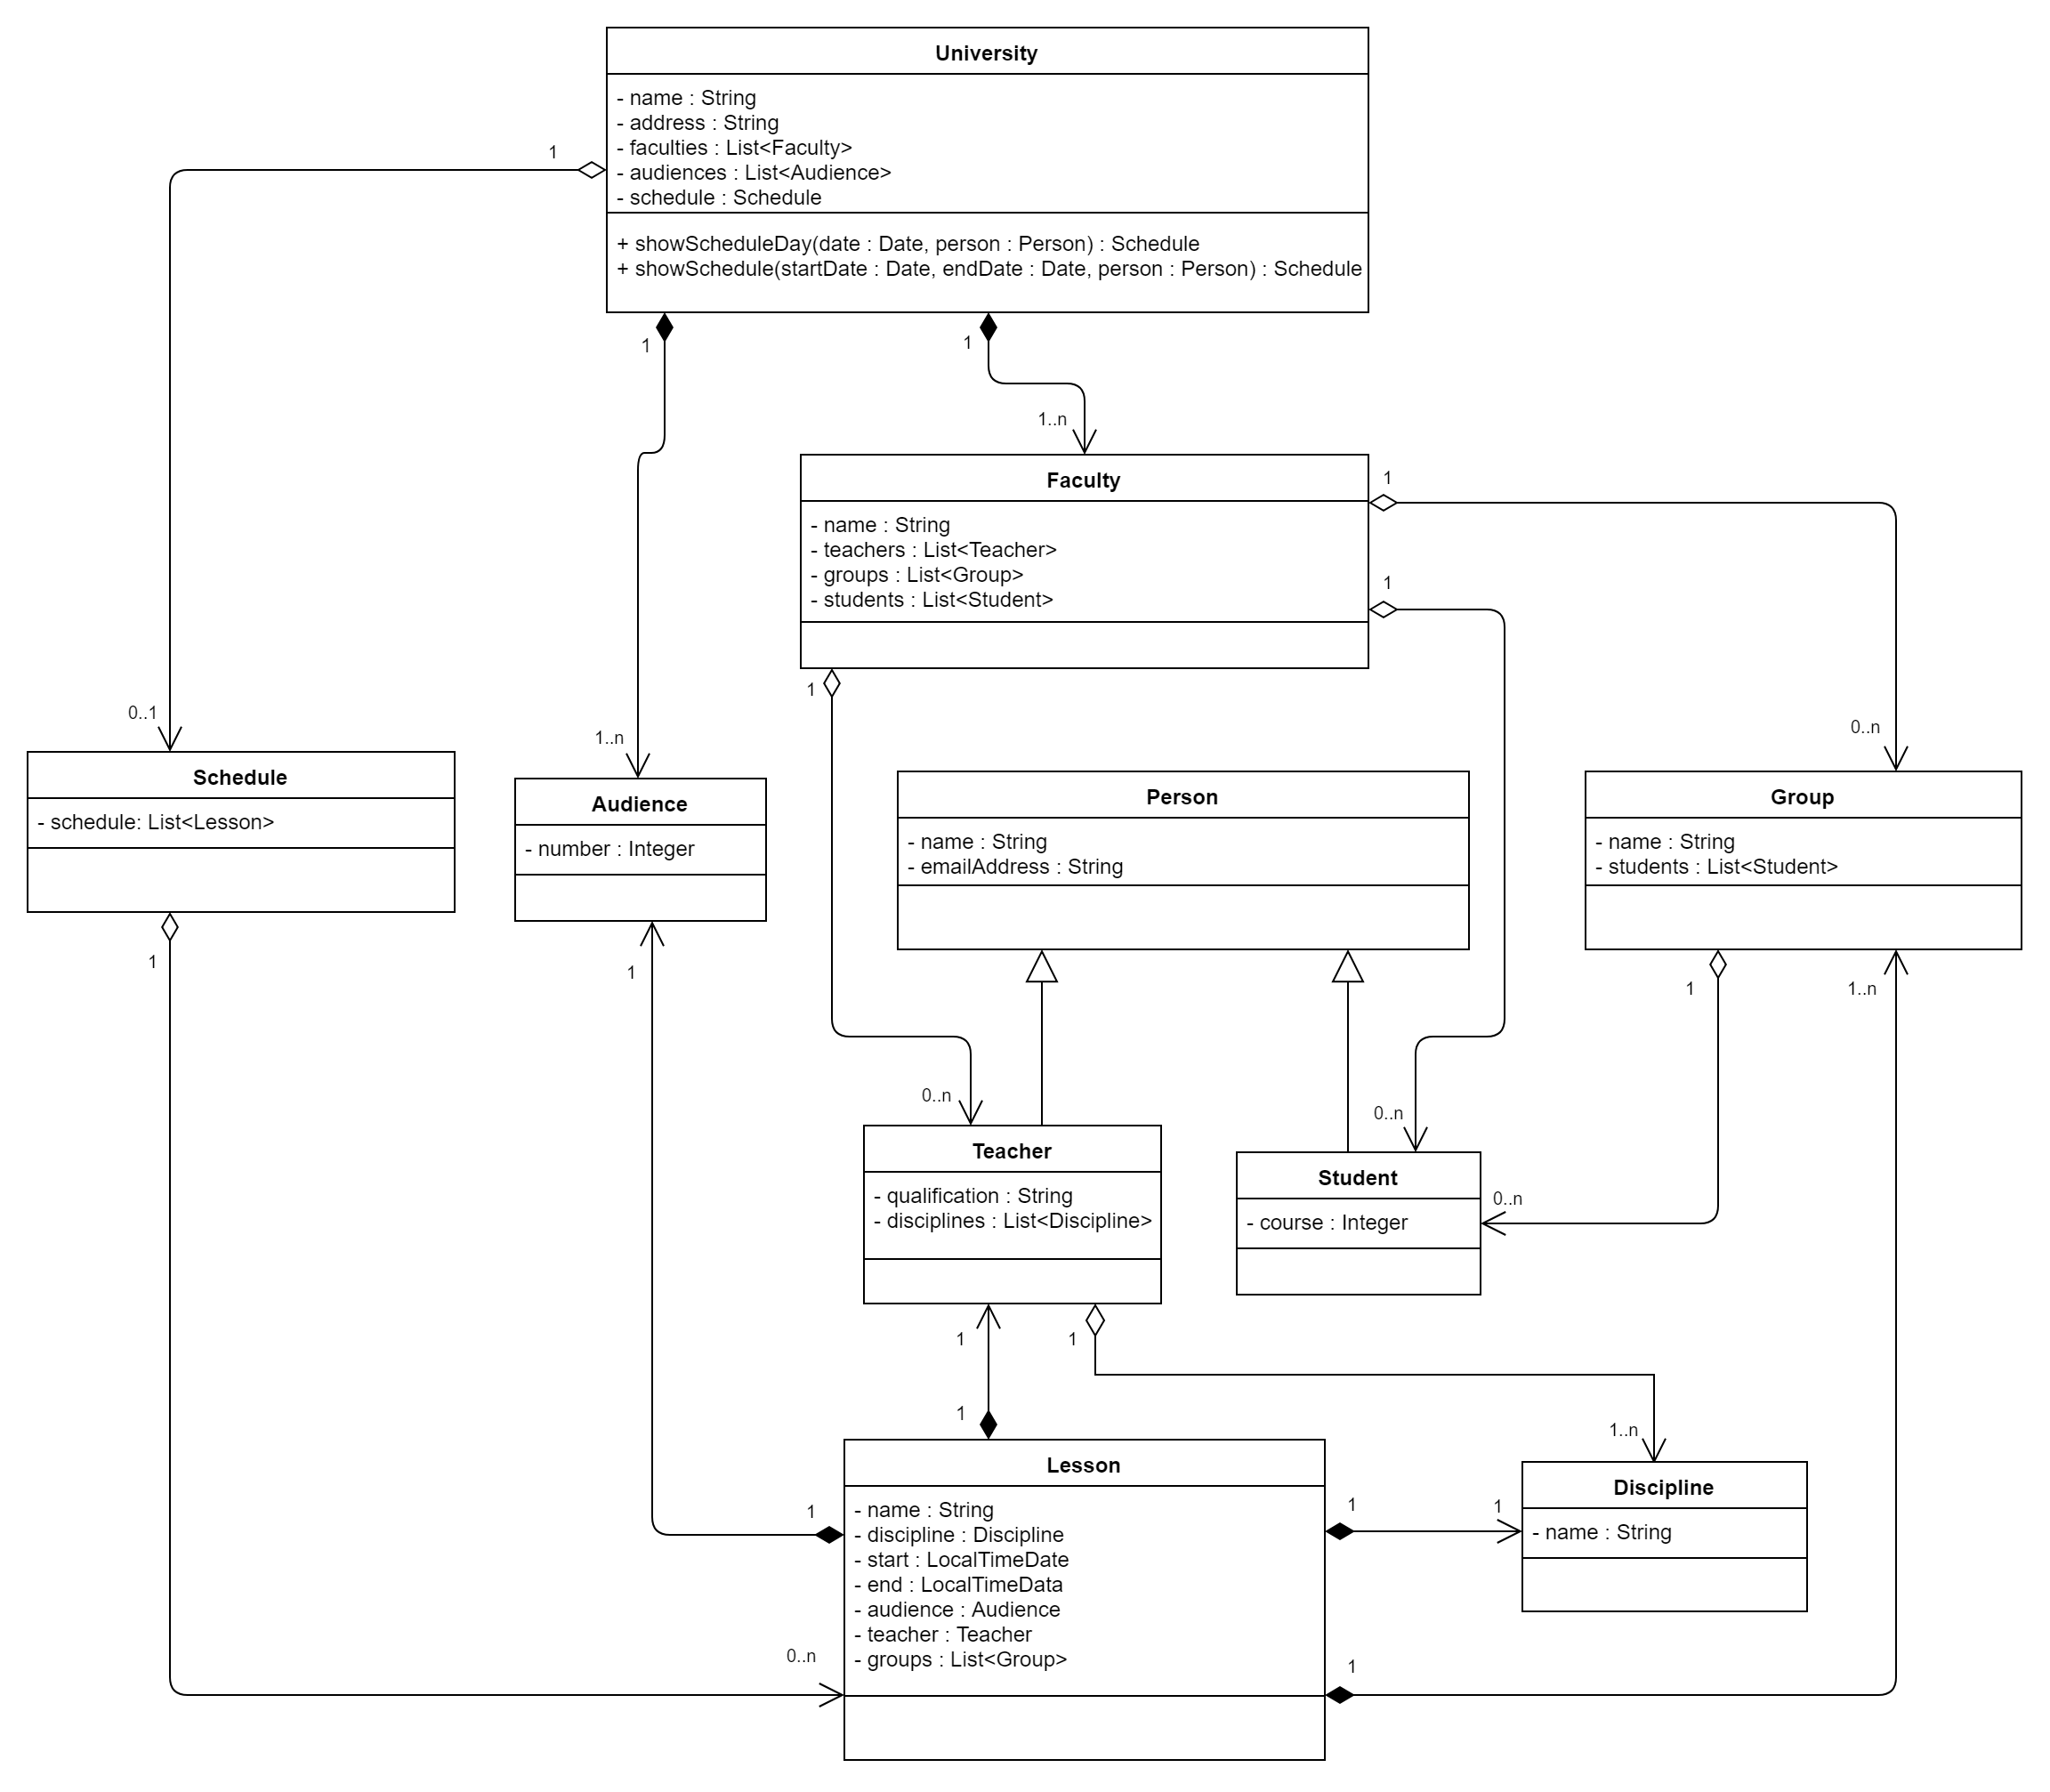 University
- name : String
- address : String
- faculties : List<Faculty>
- audiences : List<Audience>
- schedule : Schedule
+ showScheduleDay(date : Date, person : Person) : Schedule
+ showSchedule(startDate : Date, endDate : Date, person : Person) : Schedule
1
1
1
1..n
Faculty
- name : String
- teachers : List<Teacher>
- groups : List<Group>
- students : List<Student>
1
1
1
0..1
1..n
0..n
Schedule
- schedule: List<Lesson>
1
Audience
- number : Integer
1
Person
- name : String
- emailAddress : String
Group
- name : String
- students : List<Student>
1
1..n
0..n
0..n
0..n
Teacher
- qualification : String
- disciplines : List<Discipline>
Student
- course : Integer
1
1
1
1..n
Lesson
- name : String
- discipline : Discipline
- start : LocalTimeDate
- end : LocalTimeData
- audience : Audience
- teacher : Teacher
- groups : List<Group>
1
1
1
0..n
1
Discipline
- name : String